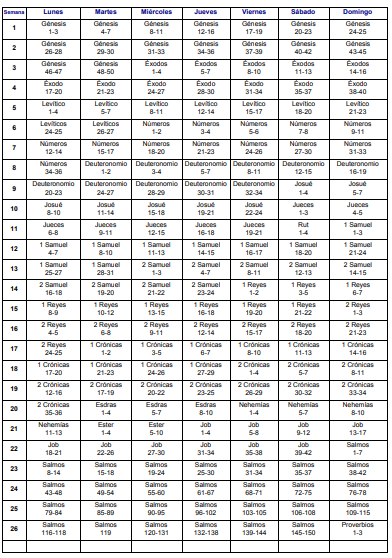 Semana Lunes Martes Miércoles Jueves Viernes Sábado Domingo
Génesis Génesis Génesis Génesis Génesis Génesis Génesis
1 1-3 4-7 8-11 12-16 17-19 20-23 24-25
Génesis Génesis Génesis Génesis Génesis Génesis Génesis
2 26-28 29-30 31-33 34-36 37-39 40-42 43-45
Génesis Génesis Éxodos Éxodo Éxodo Éxodo Éxodo
3 46-47 48-50 1-4 5-7 8-10 11-13 14-16
Éxodo Éxodo Éxodo Éxodo Éxodo Éxodo Éxodo
4 17-20 21-23 24-27 28-30 31-34 35-37 38-40
Levítico Levítico Levítico Levítico Levítico Levítico Levítico
5 1-4 5-7 8-11 12-14 15-17 18-20 21-23
Levíticos Levítico Números Números Números Números Números
6 24-25 26-27 1-2 3-4 5-6 7-8 9-11
Números Números Números Números Números Números Números
7 12-14 15-17 18-20 21-23 24-26 27-30 31-33
Números Deuteronomio Deuteronomio Deuteronomio Deuteronomio Deuteronomio Deuteronomio
8 34-36 1-2 3-4 5-7 8-11 12-15 16-19
Deuteronomio Deuteronomio Deuteronomio Deuteronomio Deuteronomio Josué Josué
9 20-23 24-27 28-29 30-31 32-34 1-4 5-7
Josué Josué Josué Josué Josué Jueces Jueces
10 8-10 11-14 15-18 19-21 22-24 1-3 4-5
Jueces Jueces Jueces Jueces Jueces Rut 1 Samuel
11 6-8 9-11 12-15 16-18 19-21 1-4 1-3
1 Samuel 1 Samuel 1 Samuel 1 Samuel 1 Samuel 1 Samuel 1 Samuel
12 4-7 8-10 11-13 14-15 16-17 18-20 21-24
1 Samuel 1 Samuel 2 Samuel 2 Samuel 2 Samuel 2 Samuel 2 Samuel
13 25-27 28-31 1-3 4-7 8-11 12-13 14-15
2 Samuel 2 Samuel 2 Samuel 2 Samuel 1 Reyes 1 Reyes 1 Reyes
14 16-18 19-20 21-22 23-24 1-2 3-5 6-7
1 Reyes 1 Reyes 1 Reyes 1 Reyes 1 Reyes 1 Reyes 2 Reyes
15 8-9 10-12 13-15 16-18 19-20 21-22 1-3
2 Reyes 2 Reyes 2 Reyes 2 Reyes 2 Reyes 2 Reyes 2 Reyes
16 4-5 6-8 9-11 12-14 15-17 18-20 21-23
2 Reyes 1 Crónicas 1 Crónicas 1 Crónicas 1 Crónicas 1 Crónicas 1 Crónicas
17 24-25 1-2 3-5 6-7 8-10 11-13 14-16
1 Crónicas 1 Crónicas 1 Crónicas 1 Crónicas 2 Crónicas 2 Crónicas 2 Crónicas
18 17-20 21-23 24-26 27-29 1-4 5-7 8-11
2 Crónicas 2 Crónicas 2 Crónicas 2 Crónicas 2 Crónicas 2 Crónicas 2 Crónicas
19 12-16 17-19 20-22 23-25 26-29 30-32 33-34
2 Crónicas Esdras Esdras Esdras Nehemías Nehemías Nehemías
20 35-36 1-4 5-7 8-10 1-4 5-7 8-10
Nehemías Ester Ester Job Job Job Job
21 11-13 1-4 5-10 1-4 5-8 9-12 13-17
Job Job Job Job Job Job Salmos
22 18-21 22-26 27-30 31-34 35-38 39-42 1-7
Salmos Salmos Salmos Salmos Salmos Salmos Salmos
23 8-14 15-18 19-24 25-30 31-34 35-37 38-42
Salmos Salmos Salmos Salmos Salmos Salmos Salmos
24 43-48 49-54 55-60 61-67 68-71 72-75 76-78
Salmos Salmos Salmos Salmos Salmos Salmos Salmos
25 79-84 85-89 90-95 96-102 103-105 106-108 109-115
Salmos Salmos Salmos Salmos Salmos Salmos Proverbios
26 116-118 119 120-131 132-138 139-144 145-150 1-3